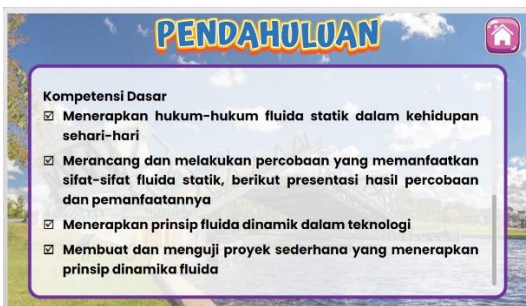 PENDAHULUAN
Kompetensi Dasar
☑ Menerapkan hukum-hukum fluida statik dalam kehidupan
sehari-hari
☑ Merancang dan melakukan percobaan yang memanfaatkan
sifat-sifat fluida statik, berikut presentasi hasil percobaan
dan pemanfaatannya
☑ Menerapkan prinsip fluida dinamik dalam teknologi
☑ Membuat dan menguji proyek sederhana yang menerapkan
prinsip dinamika fluida